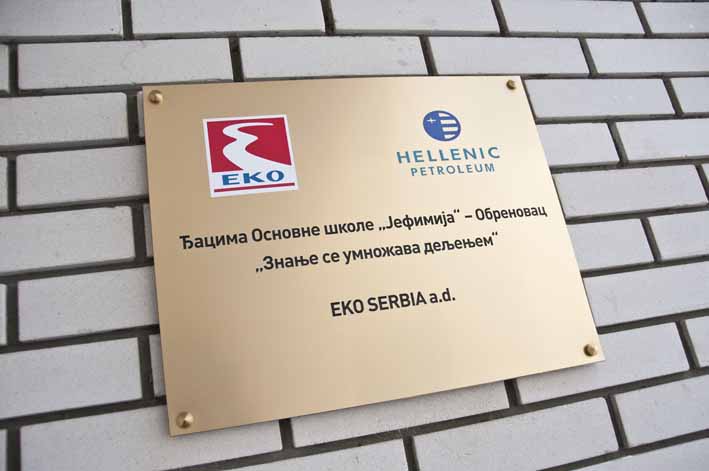 EKO
HELLENIC
PETROLEUM
Ђацима Основне школе „Јефимија“ – Обреновац
„Знање се умножава дељењем“
EKO SERBIA a.d.